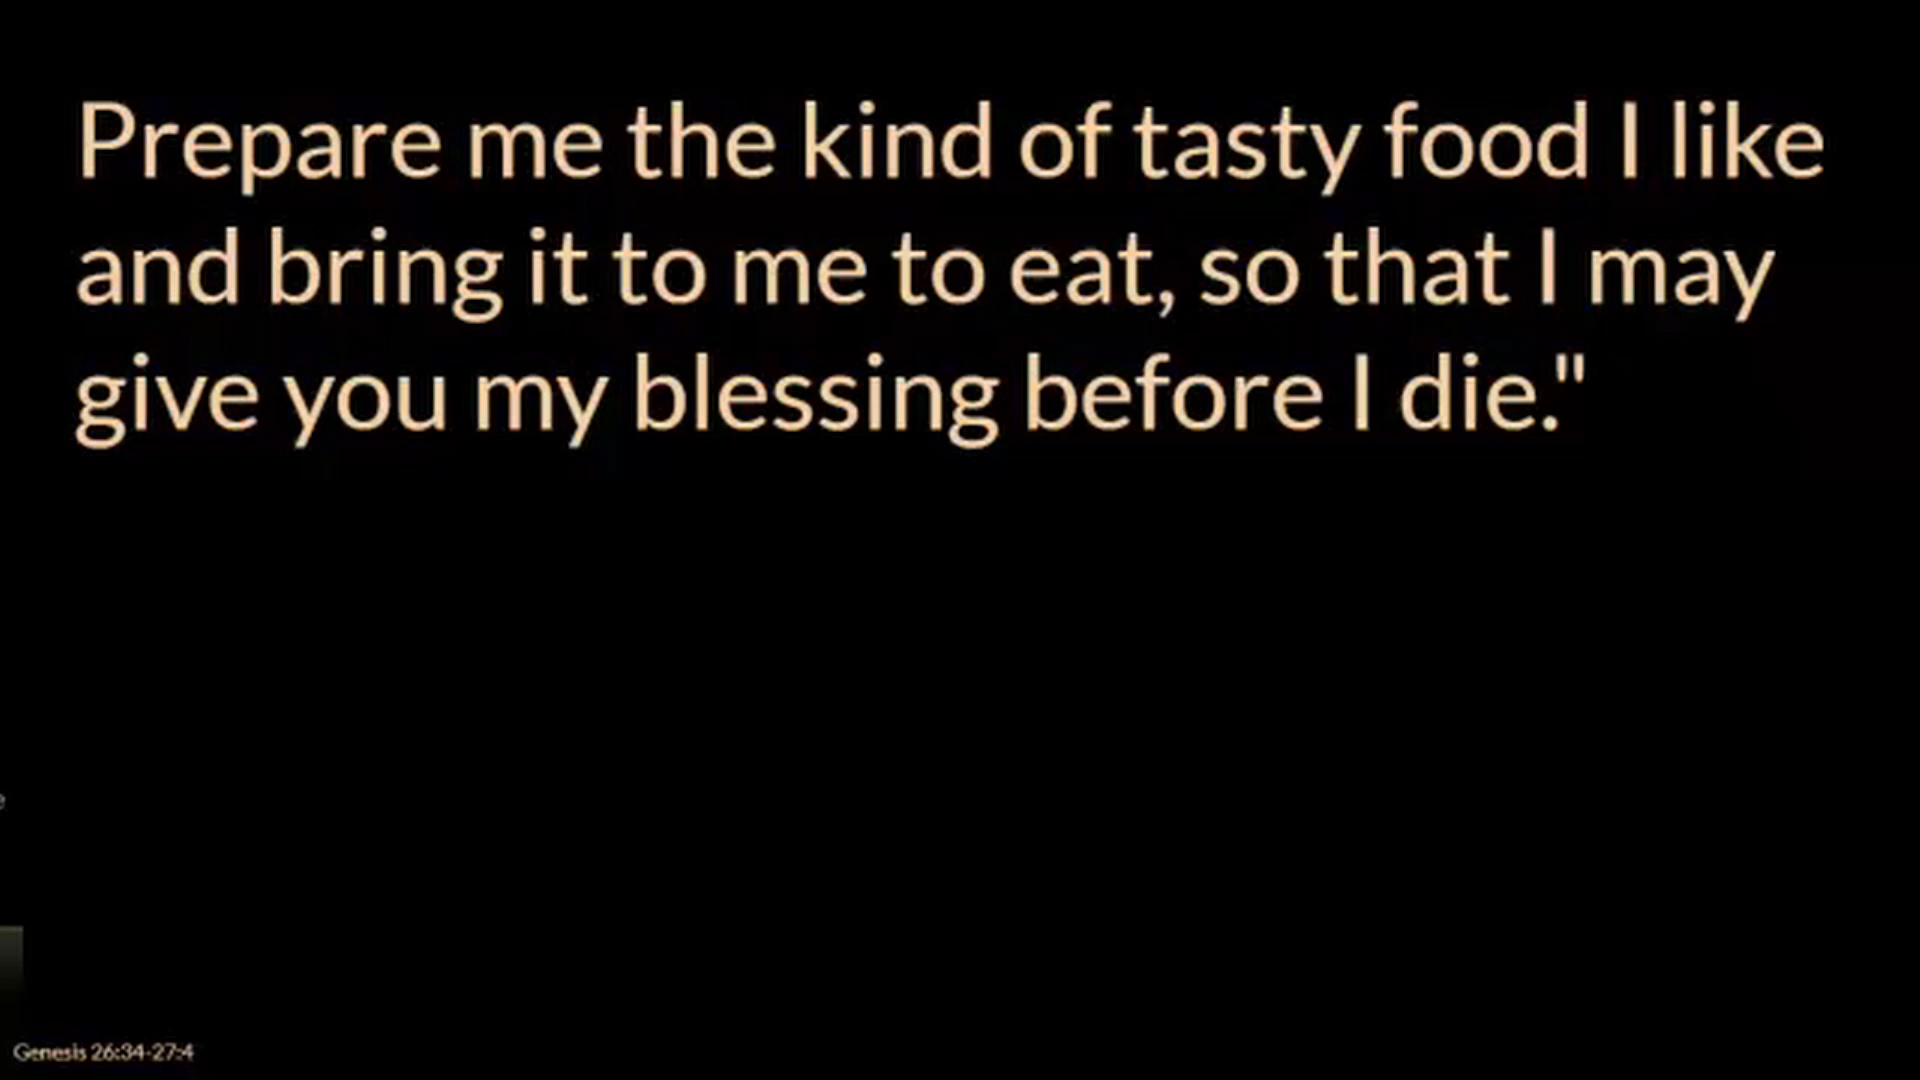 Prepare me the kind of tasty food I like
and bring it to me to eat, so that I may
give you my blessing before I die."
Genesis 26:34-27:4